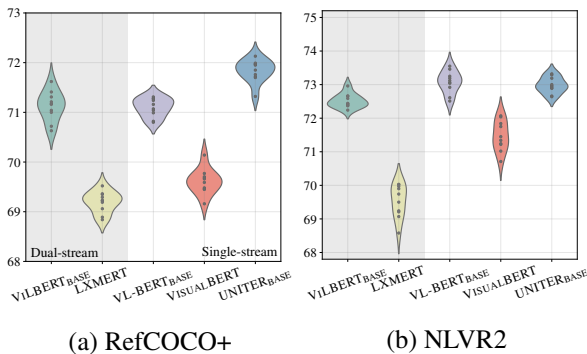 73
72
71
70
69
68
Dual-stream
Single-stream
VILBERTBASE
LXMERT
VL-BERTBASE
VISUALBERT
UNITERBASE
(a) RefCOCO+
75
74
73
72
71
70
69
68
VILBERTBASE
LXMERT
VL-BERTBASE
VISUALBERT
UNITERBASE
(b) NLVR2